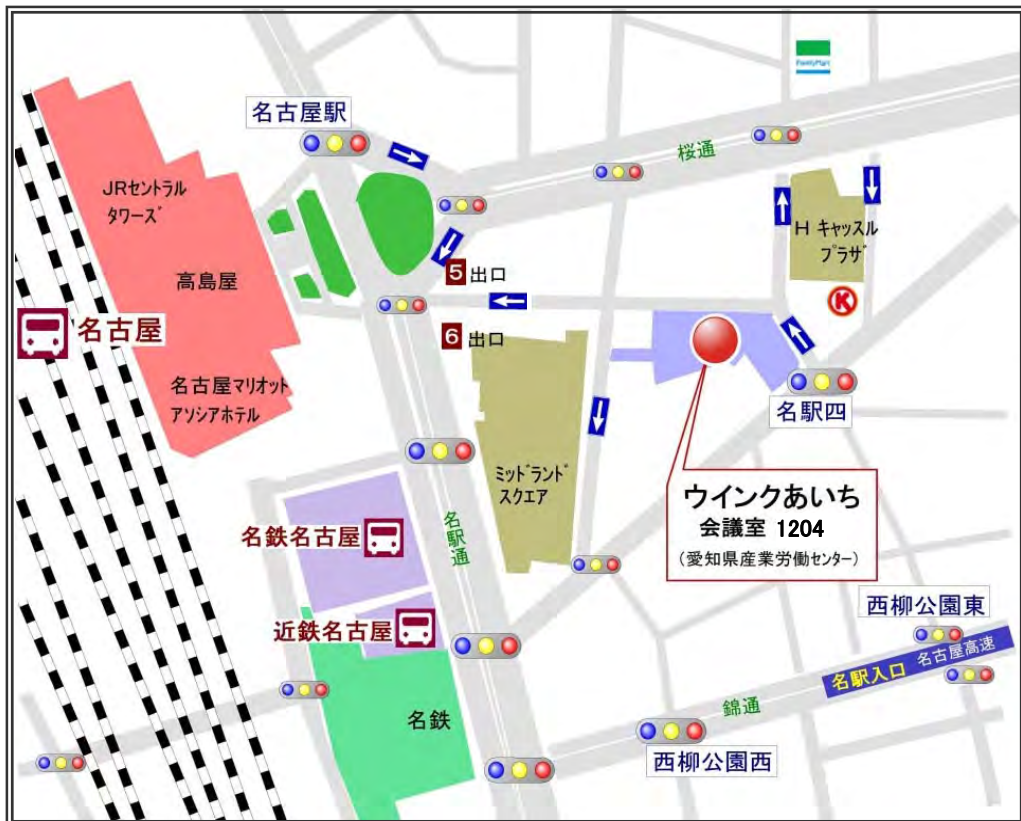 FamilyMart
名古屋駅
桜通
JRセントラル
タワーズ
H キャッスル
プラザ
高島屋
5 出口
K
名古屋
6 出口
名古屋マリオット
アソシアホテル
名駅四
ミッドランド
スクエア
ウインクあいち
会議室 1204
(愛知県産業労働センター)
名鉄名古屋
名駅通
西柳公園東
近鉄名古屋
名古屋高速
名駅入口
名鉄
錦通
西柳公園西